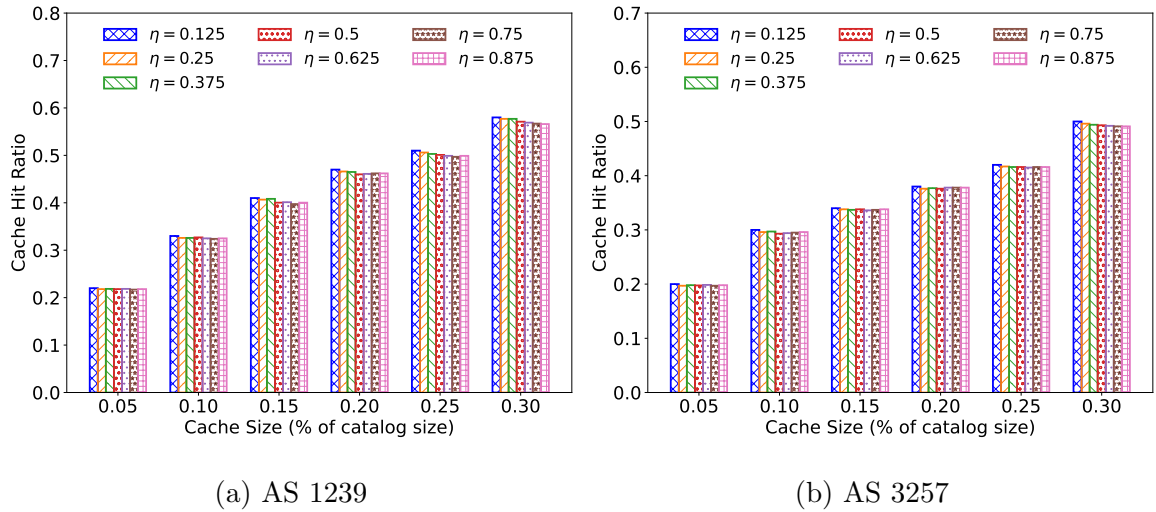 0.8
0.7
0.6
0.5
0.4
0.3
0.2
0.1
0.0
Cache Hit Ratio
η = 0.125
η = 0.25
η = 0.375
η = 0.5
η = 0.625
η = 0.75
η = 0.875
0.05 0.10 0.15 0.20 0.25 0.30
Cache Size (% of catalog size)
(a) AS 1239
0.7
0.6
0.5
0.4
0.3
0.2
0.1
0.0
Cache Hit Ratio
η = 0.125
η = 0.25
η = 0.375
η = 0.5
η = 0.625
η = 0.75
η = 0.875
0.05 0.10 0.15 0.20 0.25 0.30
Cache Size (% of catalog size)
(b) AS 3257